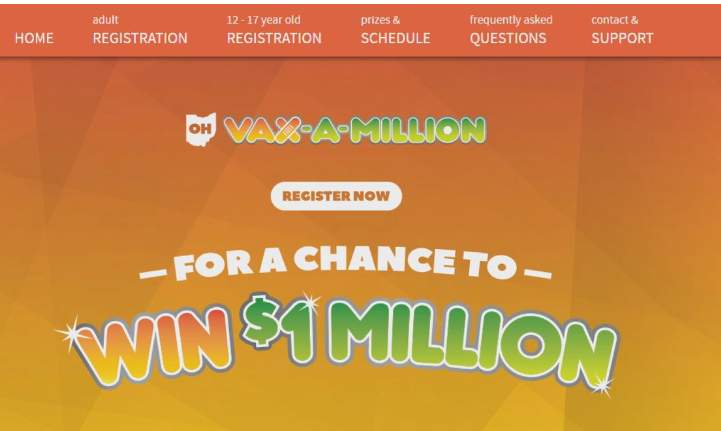 HOME
adult
REGISTRATION
12 - 17 year old
REGISTRATION
prizes &
SCHEDULE
frequently asked
QUESTIONS
contact &
SUPPORT
OH VAX-A-MILLION
REGISTER NOW
— FOR A CHANCE TO —
WIN $1 MILLION